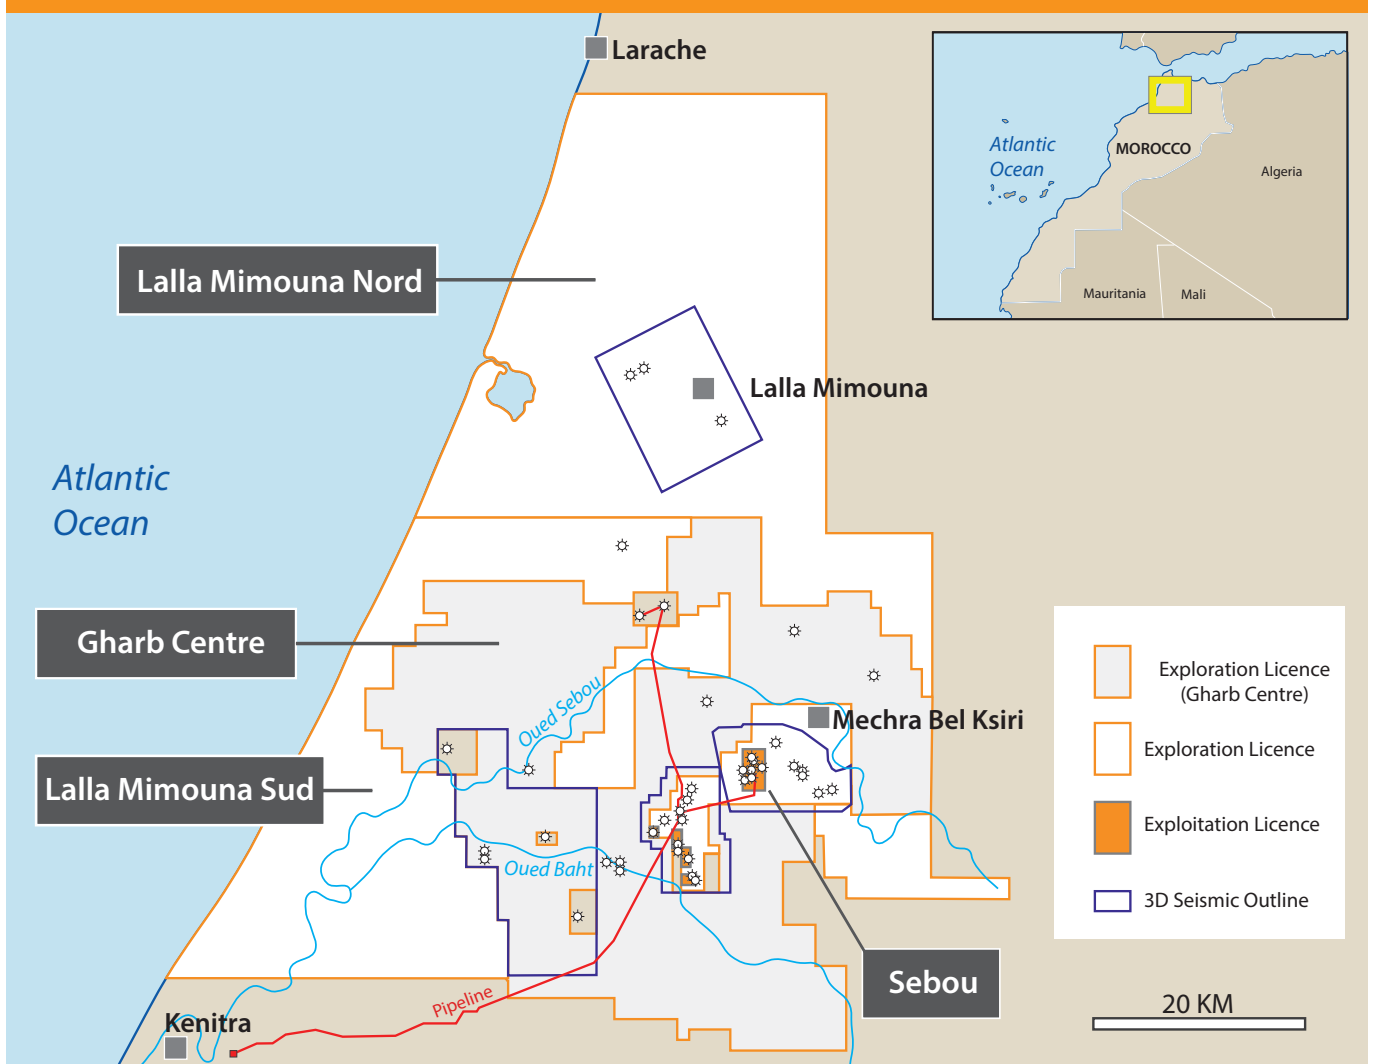 Larache
Atlantic
Ocean
MOROCCO
Algeria
Mauritania
Mali
Lalla Mimouna Nord
Lalla Mimouna
Atlantic
Ocean
Gharb Centre
Oued Sebou
Mechra Bel Ksiri
Lalla Mimouna Sud
Oued Baht
Sebou
Pipeline
Kenitra
Exploration Licence
(Gharb Centre)
Exploration Licence
Exploitation Licence
3D Seismic Outline
20 KM